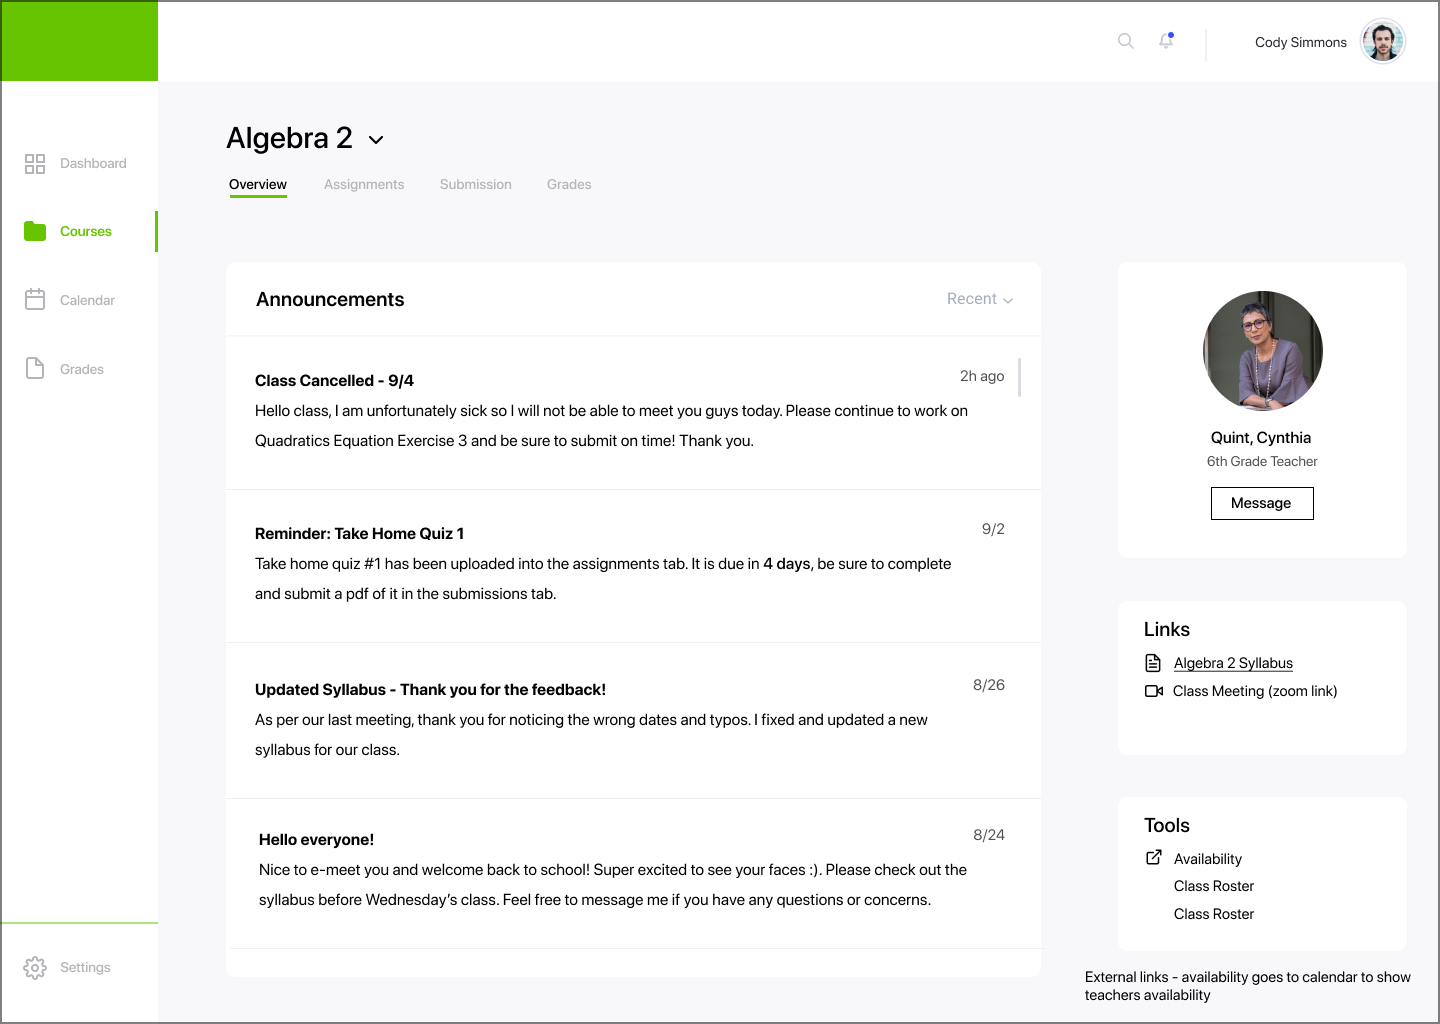 Cody Simmons
Algebra 2
Overview
Assignments
Submission
Grades
Dashboard
Courses
Calendar
Grades
Settings
Announcements
Recent
Class Cancelled - 9/4
2h ago
Hello class, I am unfortunately sick so I will not be able to meet you guys today. Please continue to work on
Quadratics Equation Exercise 3 and be sure to submit on time! Thank you.
Reminder: Take Home Quiz 1
9/2
Take home quiz #1 has been uploaded into the assignments tab. It is due in 4 days, be sure to complete
and submit a pdf of it in the submissions tab.
Updated Syllabus - Thank you for the feedback!
8/26
As per our last meeting, thank you for noticing the wrong dates and typos. I fixed and updated a new
syllabus for our class.
Hello everyone!
8/24
Nice to e-meet you and welcome back to school! Super excited to see your faces :). Please check out the
syllabus before Wednesday’s class. Feel free to message me if you have any questions or concerns.
Quint, Cynthia
6th Grade Teacher
Message
Links
Algebra 2 Syllabus
Class Meeting (zoom link)
Tools
Availability
Class Roster
Class Roster
External links - availability goes to calendar to show
teachers availability